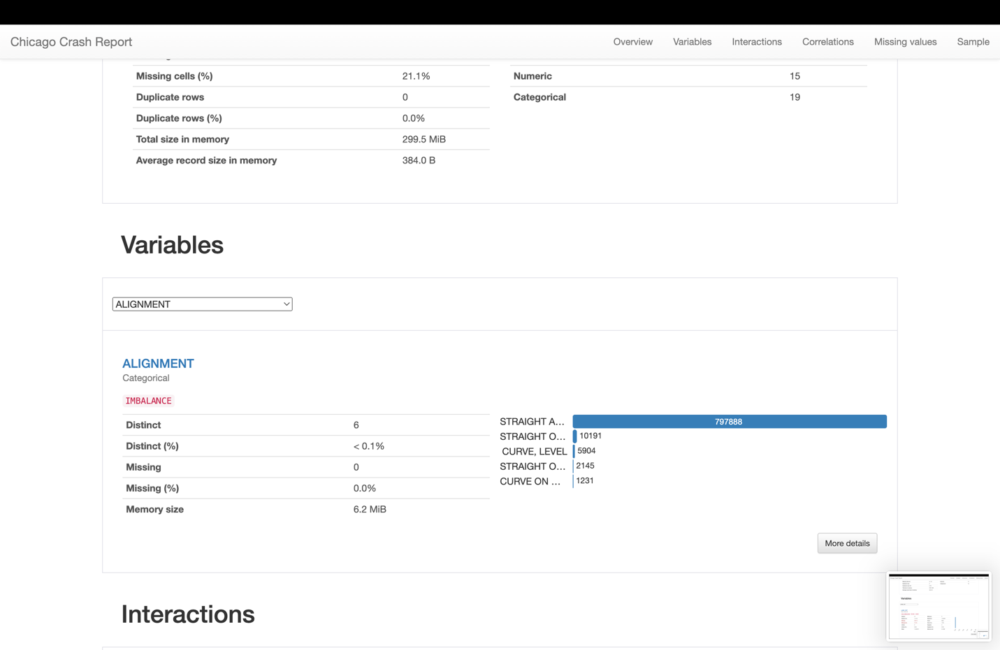 Chicago Crash Report
Overview Variables Interactions Correlations Missing values Sample
Missing cells (%) 21.1% Numeric 15
Duplicate rows 0 Categorical 19
Duplicate rows (%) 0.0%
Total size in memory 299.5 MiB
Average record size in memory 384.0 B
Variables
ALIGNMENT
ALIGNMENT
Categorical
IMBALANCE
Distinct 6
Distinct (%) < 0.1%
Missing 0
Missing (%) 0.0%
Memory size 6.2 MiB
STRAIGHT A... 797888
STRAIGHT O... 10191
CURVE, LEVEL 5904
STRAIGHT O... 2145
CURVE ON ... 1231
More details
Variables
Interactions